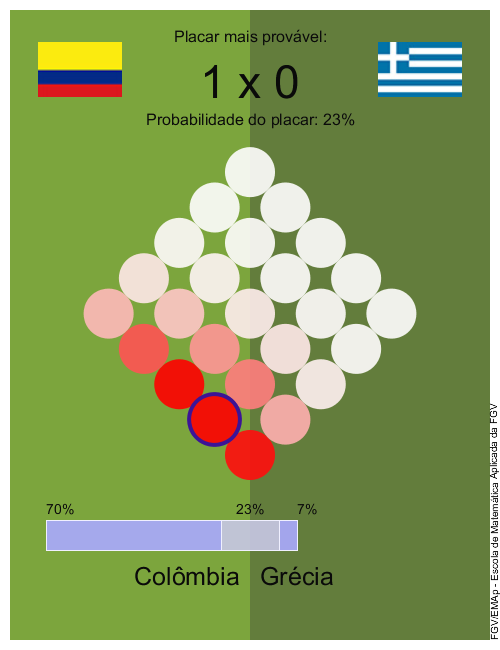 Placar mais provável:
1 x 0
Probabilidade do placar: 23%
70%
23%
7%
Colômbia
Grécia
FGV/EMAp - Escola de Matemática Aplicada da FGV